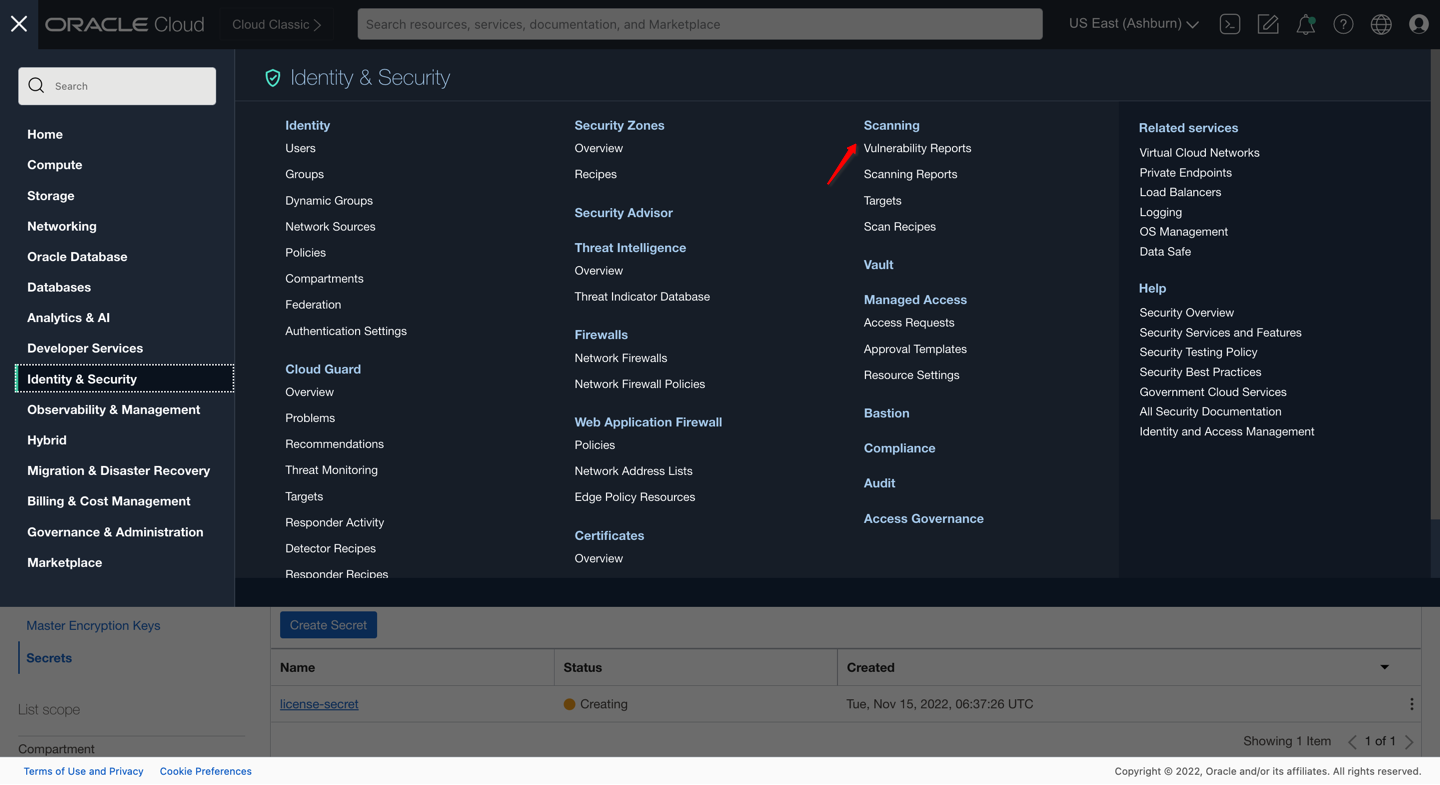 ORACLE Cloud
Cloud Classic
Search resources, services, documentation, and Marketplace
US East (Ashburn)
Search
Home
Compute
Storage
Networking
Oracle Database
Databases
Analytics & AI
Developer Services
Identity & Security
Observability & Management
Hybrid
Migration & Disaster Recovery
Billing & Cost Management
Governance & Administration
Marketplace
Identity & Security
Identity
Users
Groups
Dynamic Groups
Network Sources
Policies
Compartments
Federation
Authentication Settings
Cloud Guard
Overview
Problems
Recommendations
Threat Monitoring
Targets
Responder Activity
Detector Recipes
Responder Recipes
Security Zones
Overview
Recipes
Security Advisor
Threat Intelligence
Overview
Threat Indicator Database
Firewalls
Network Firewalls
Network Firewall Policies
Web Application Firewall
Policies
Network Address Lists
Edge Policy Resources
Certificates
Overview
Scanning
Vulnerability Reports
Scanning Reports
Targets
Scan Recipes
Vault
Managed Access
Access Requests
Approval Templates
Resource Settings
Bastion
Compliance
Audit
Access Governance
Related services
Virtual Cloud Networks
Private Endpoints
Load Balancers
Logging
OS Management
Data Safe
Help
Security Overview
Security Services and Features
Security Testing Policy
Security Best Practices
Government Cloud Services
All Security Documentation
Identity and Access Management
Master Encryption Keys
Secrets
List scope
Compartment
Create Secret
Name Status Created
license-secret Creating Tue, Nov 15, 2022, 06:37:26 UTC
Showing 1 Item 1 of 1
Terms of Use and Privacy Cookie Preferences Copyright © 2022, Oracle and/or its affiliates. All rights reserved.